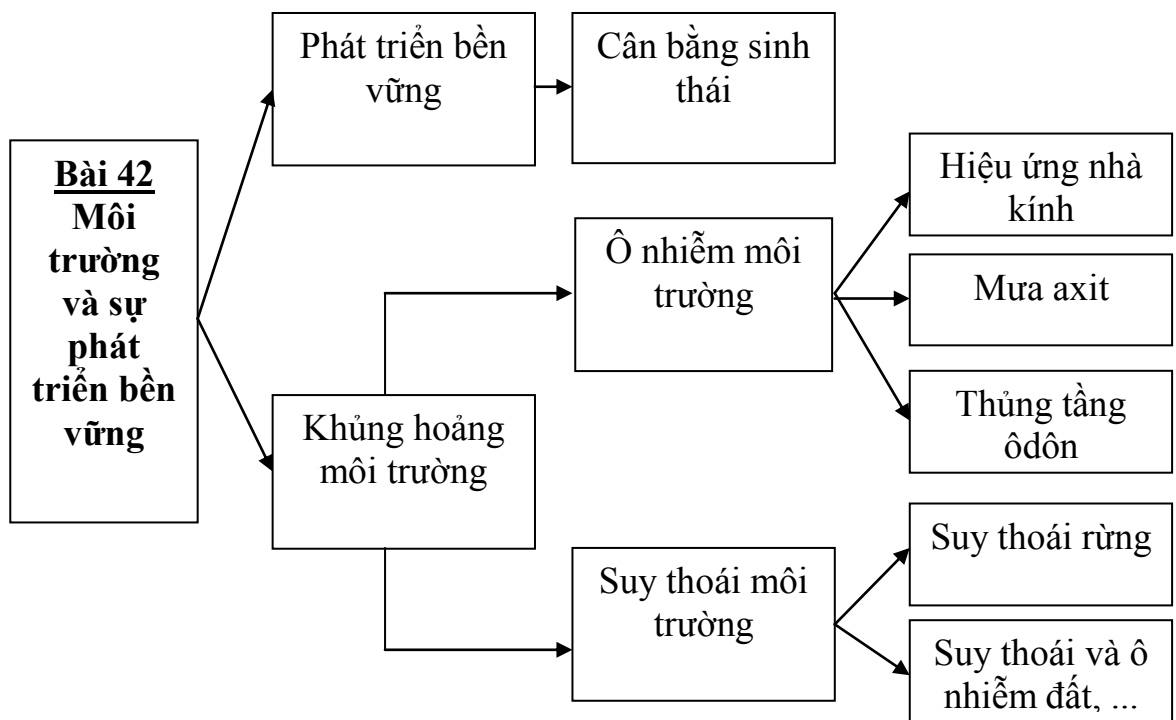 Bài 42
Môi
trường
và sự
phát
triển bền
vững
Phát triển bền
vững
Cân bằng sinh
thái
Khủng hoảng
môi trường
Ô nhiễm môi
trường
Hiệu ứng nhà
kính
Mưa axit
Thủng tầng
ôdôn
Suy thoái môi
trường
Suy thoái rừng
Suy thoái và ô
nhiễm đất, ...